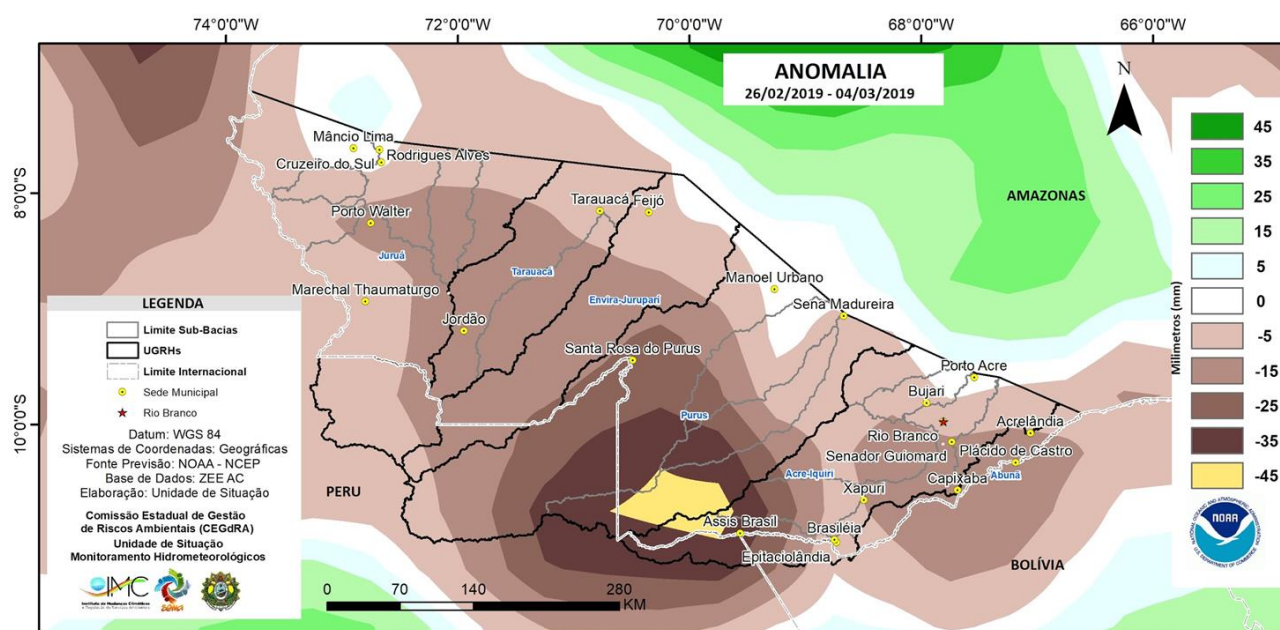 74°0'0"W 72°0'0"W 70°0'0"W 68°0'0"W 66°0'0"W
ANOMALIA
26/02/2019 - 04/03/2019
N
8°0'0"S
10°0'0"S
Mâncio Lima
Cruzeiro do Sul
Rodrigues Alves
Porto Walter
Juruá
Marechal Thaumaturgo
Tarauacá
Feijó
Tarauacá
Jordão
Envira-Jurupari
Manoel Urbano
Sena Madureira
Santa Rosa do Purus
Purus
Porto Acre
Bujari
Rio Branco
Senador Guiomard
Acrelândia
Plácido de Castro
Abunã
Acre-Iquiri
Capixaba
Xapuri
Assis Brasil
Brasiléia
Epitaciolândia
AMAZONAS
PERU
BOLÍVIA
Milimetros (mm)
45
35
25
15
5
0
-5
-15
-25
-35
-45
LEGENDA
Limite Sub-Bacias
UGRHs
Limite Internacional
Sede Municipal
Rio Branco
Datum: WGS 84
Sistemas de Coordenadas: Geográficas
Fonte Previsão: NOAA - NCEP
Base de Dados: ZEE AC
Elaboração: Unidade de Situação
Comissão Estadual de Gestão
de Riscos Ambientais (CEGdRA)
Unidade de Situação
Monitoramento Hidrometeorológicos
IMC
0 70 140 280
KM
NOAA